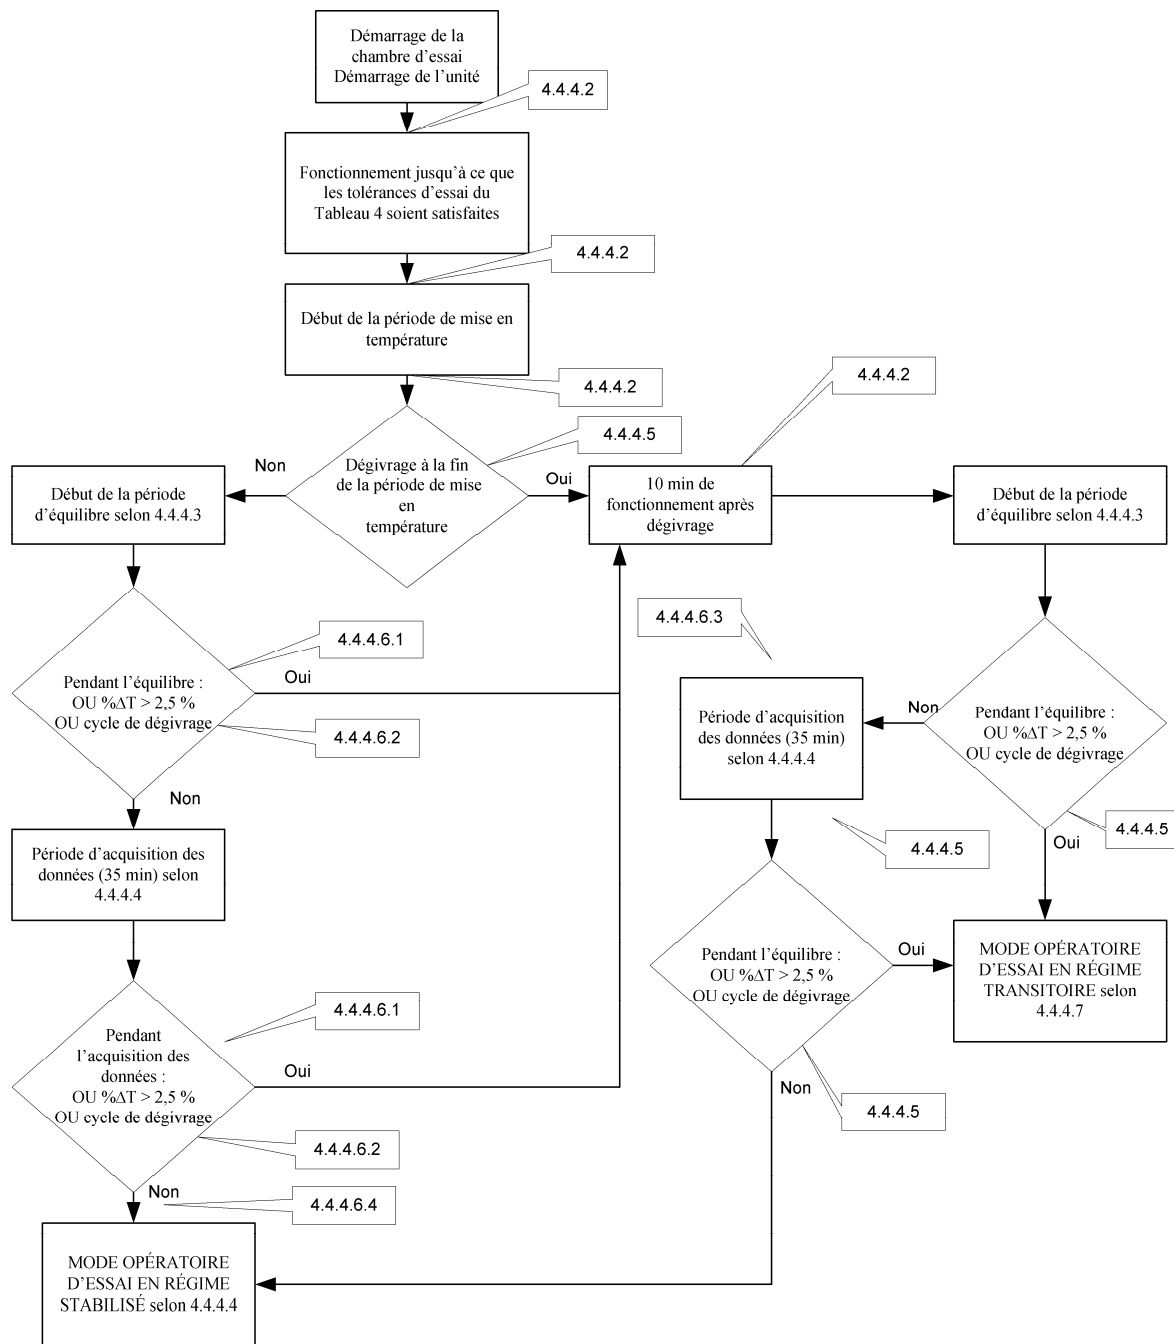 Démarrage de la
chambre d'essai
Démarrage de l'unité
4.4.4.2
Fonctionnement jusqu'à ce que
les tolérances d'essai du
Tableau 4 soient satisfaites
4.4.4.2
Début de la période de mise en
température
4.4.4.2
4.4.4.2
4.4.4.5
Non
Dégivrage à la fin
de la période de mise
en
température
Oui
Début de la période
d'équilibre selon 4.4.4.3
10 min de
fonctionnement après
dégivrage
Début de la période
d'équilibre selon 4.4.4.3
4.4.4.6.1
4.4.4.6.3
Pendant l'équilibre :
OU %ΔT > 2,5 %
OU cycle de dégivrage
Oui
4.4.4.6.2
Non
Période d'acquisition
des données (35 min)
selon 4.4.4.4
Non
Pendant l'équilibre :
OU %ΔT > 2,5 %
OU cycle de dégivrage
4.4.4.5
Oui
4.4.4.5
Période d'acquisition des
données (35 min) selon
4.4.4.4
Pendant l'équilibre :
OU %ΔT > 2,5 %
OU cycle de dégivrage
Oui
MODE OPÉRATOIRE
D'ESSAI EN RÉGIME
TRANSITOIRE selon
4.4.4.7
4.4.4.6.1
Pendant
l'acquisition des
données :
OU %ΔT > 2,5 %
OU cycle de dégivrage
Oui
Non
4.4.4.5
4.4.4.6.2
Non
4.4.4.6.4
MODE OPÉRATOIRE
D'ESSAI EN RÉGIME
STABILISÉ selon 4.4.4.4